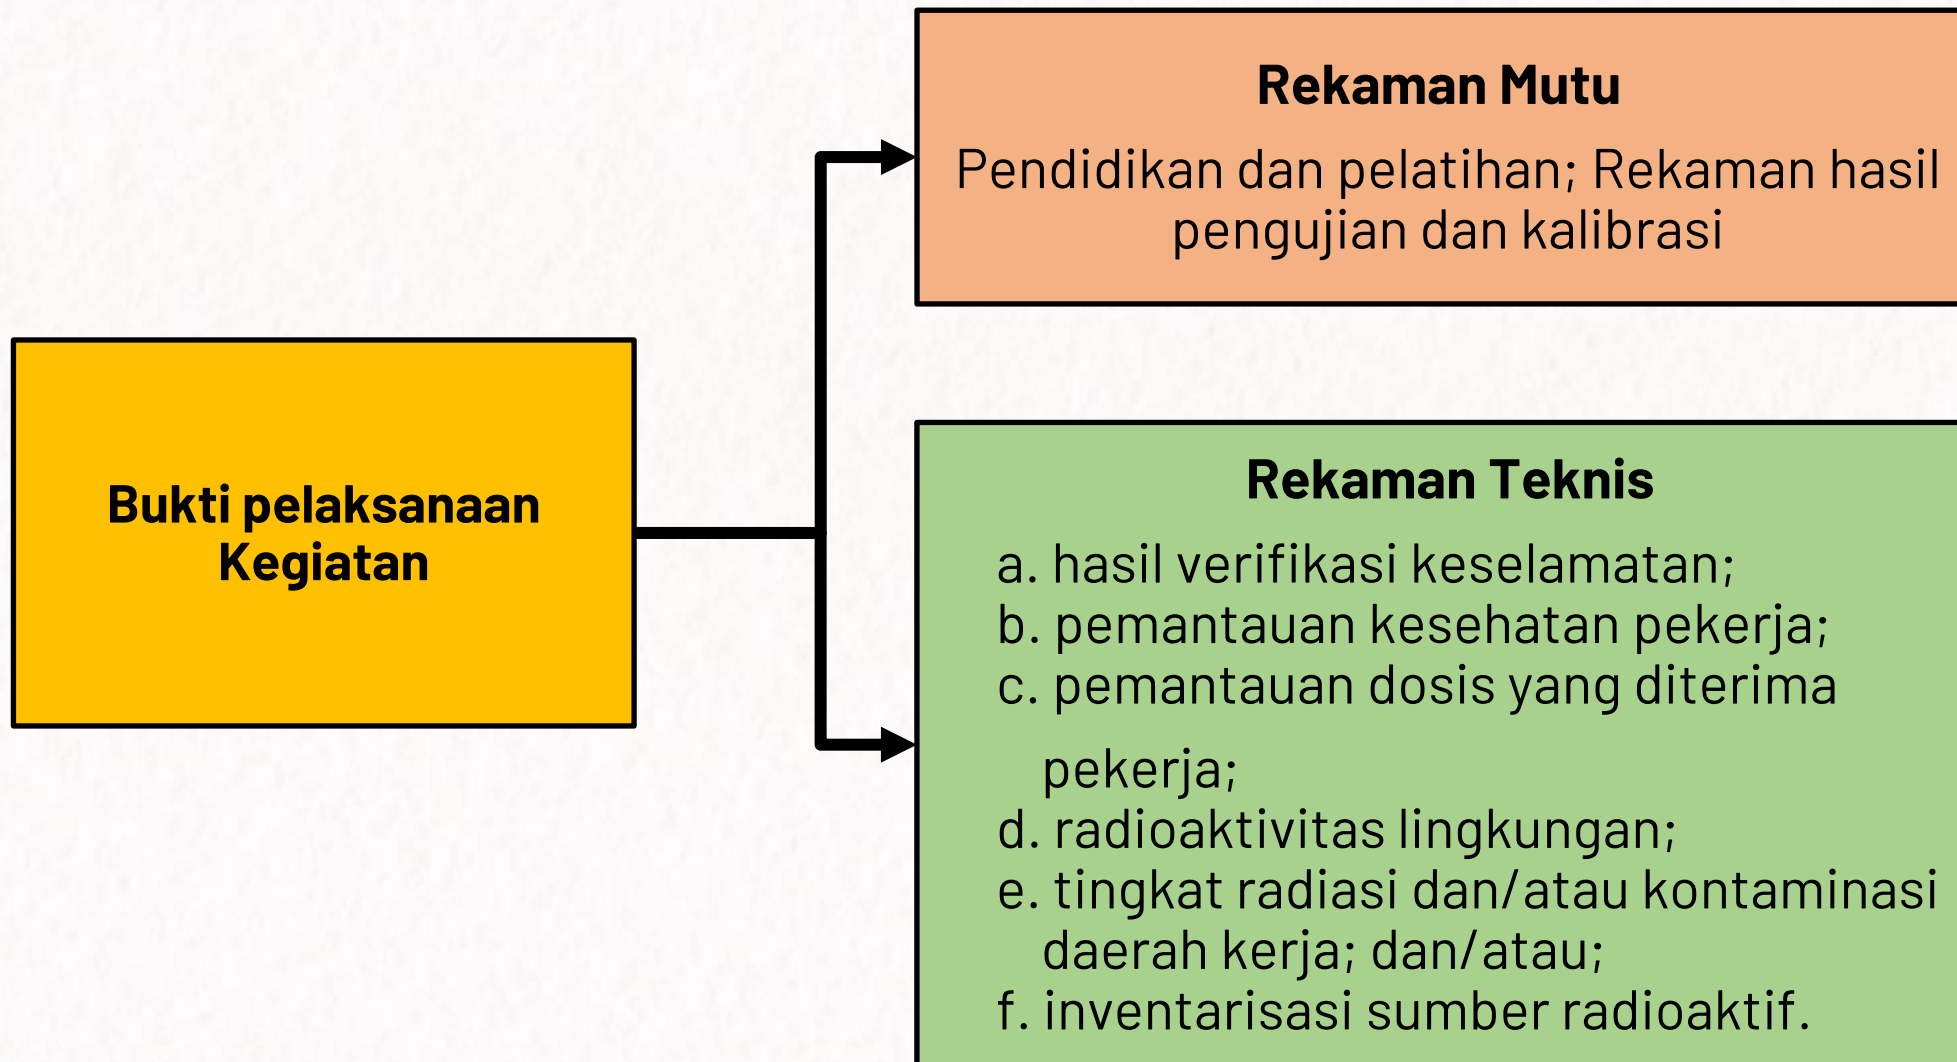 Rekaman Mutu
Pendidikan dan pelatihan; Rekaman hasil
pengujian dan kalibrasi
Bukti pelaksanaan
Kegiatan
Rekaman Teknis
a. hasil verifikasi keselamatan;
b. pemantauan kesehatan pekerja;
c. pemantauan dosis yang diterima
pekerja;
d. radioaktivitas lingkungan;
e. tingkat radiasi dan/atau kontaminasi
daerah kerja; dan/atau;
f. inventarisasi sumber radioaktif.